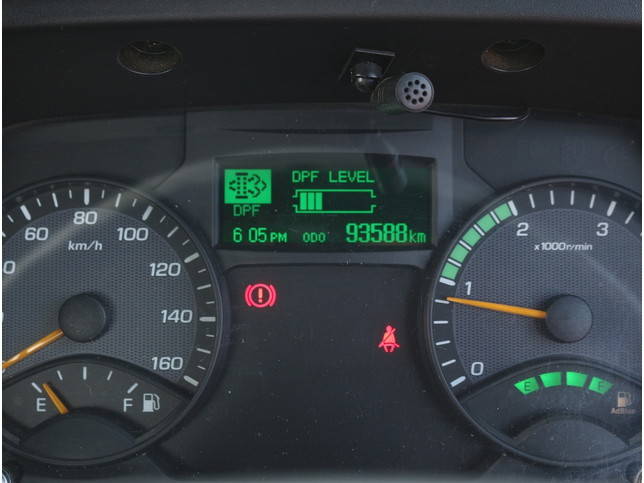 DPF LEVEL
DPF
6 05 PM ODO 93588 km
60 80 100 120 140 160
km/h
E F
0 1 2 3
x1000r/min
E F
AdBlue